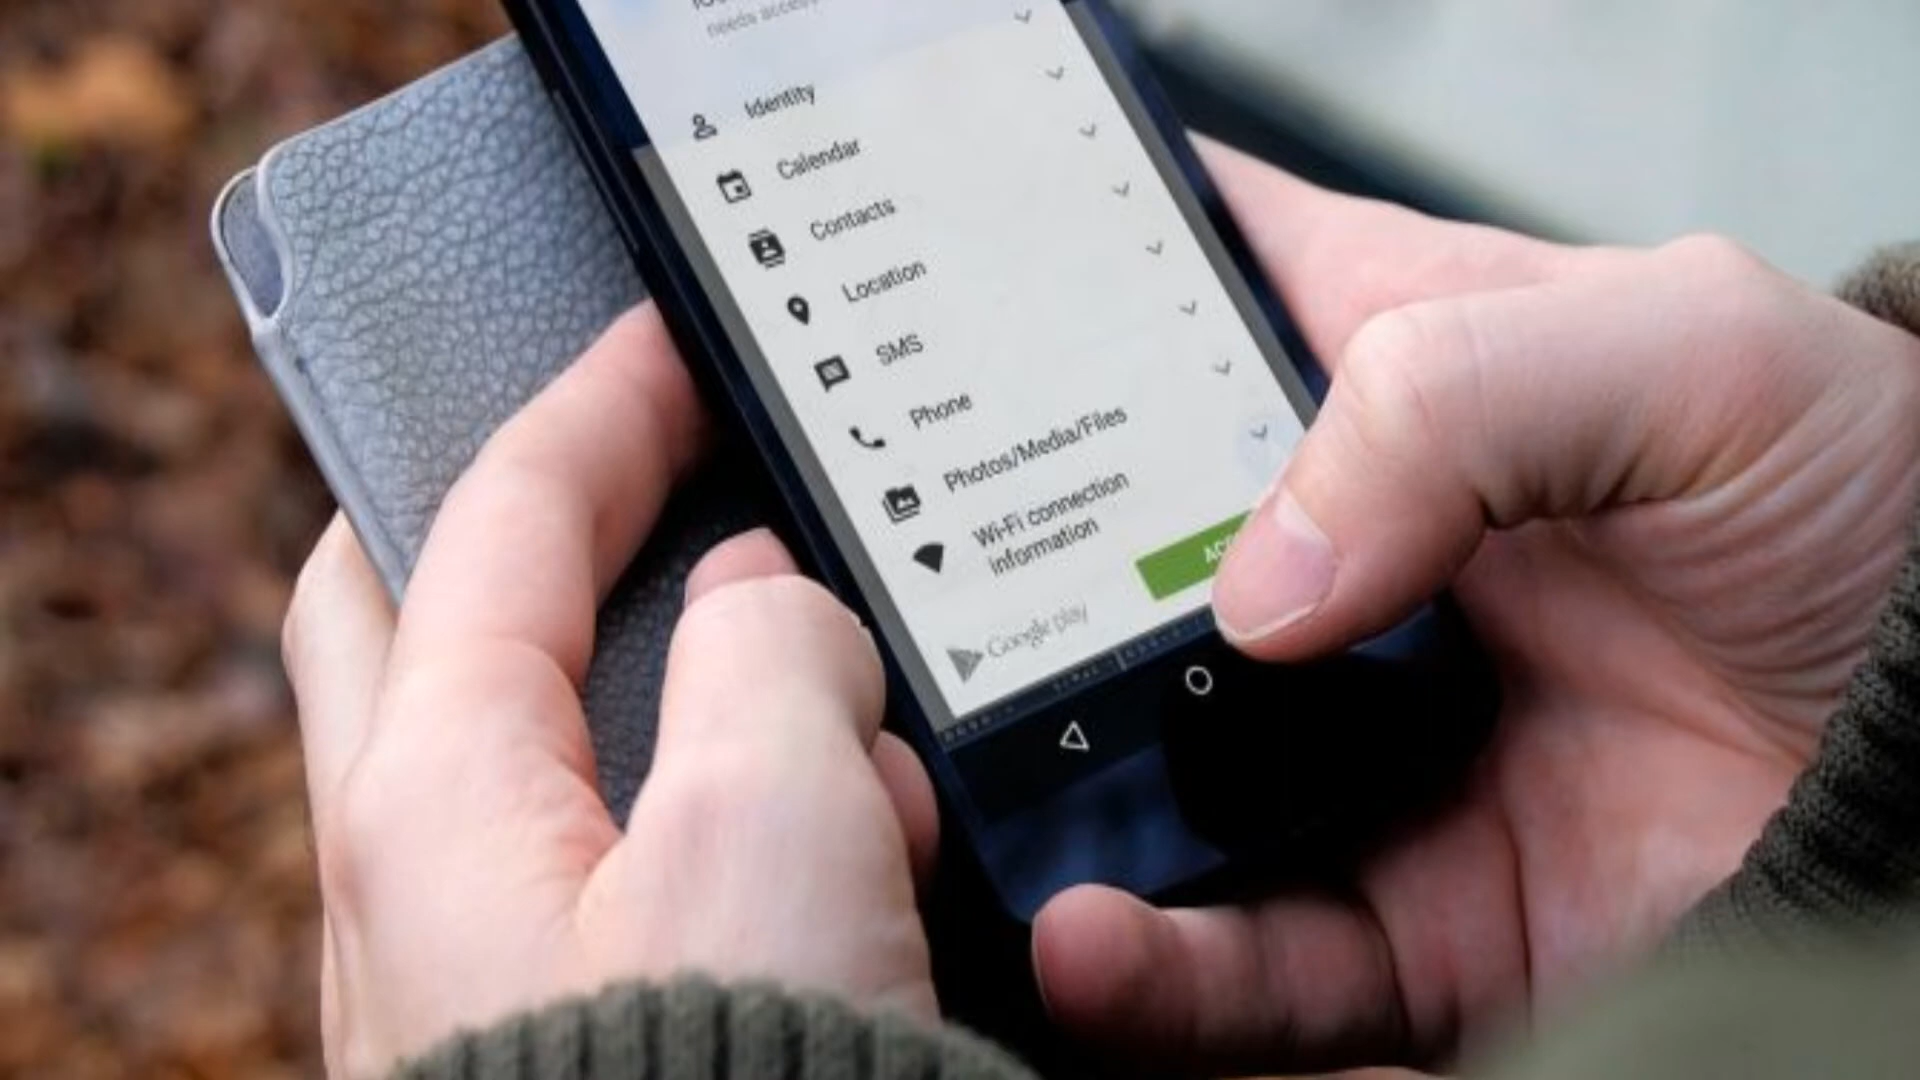 needs access
Identity
Calendar
Contacts
Location
SMS
Phone
Photos/Media/Files
Wi-Fi connection
information
Google play